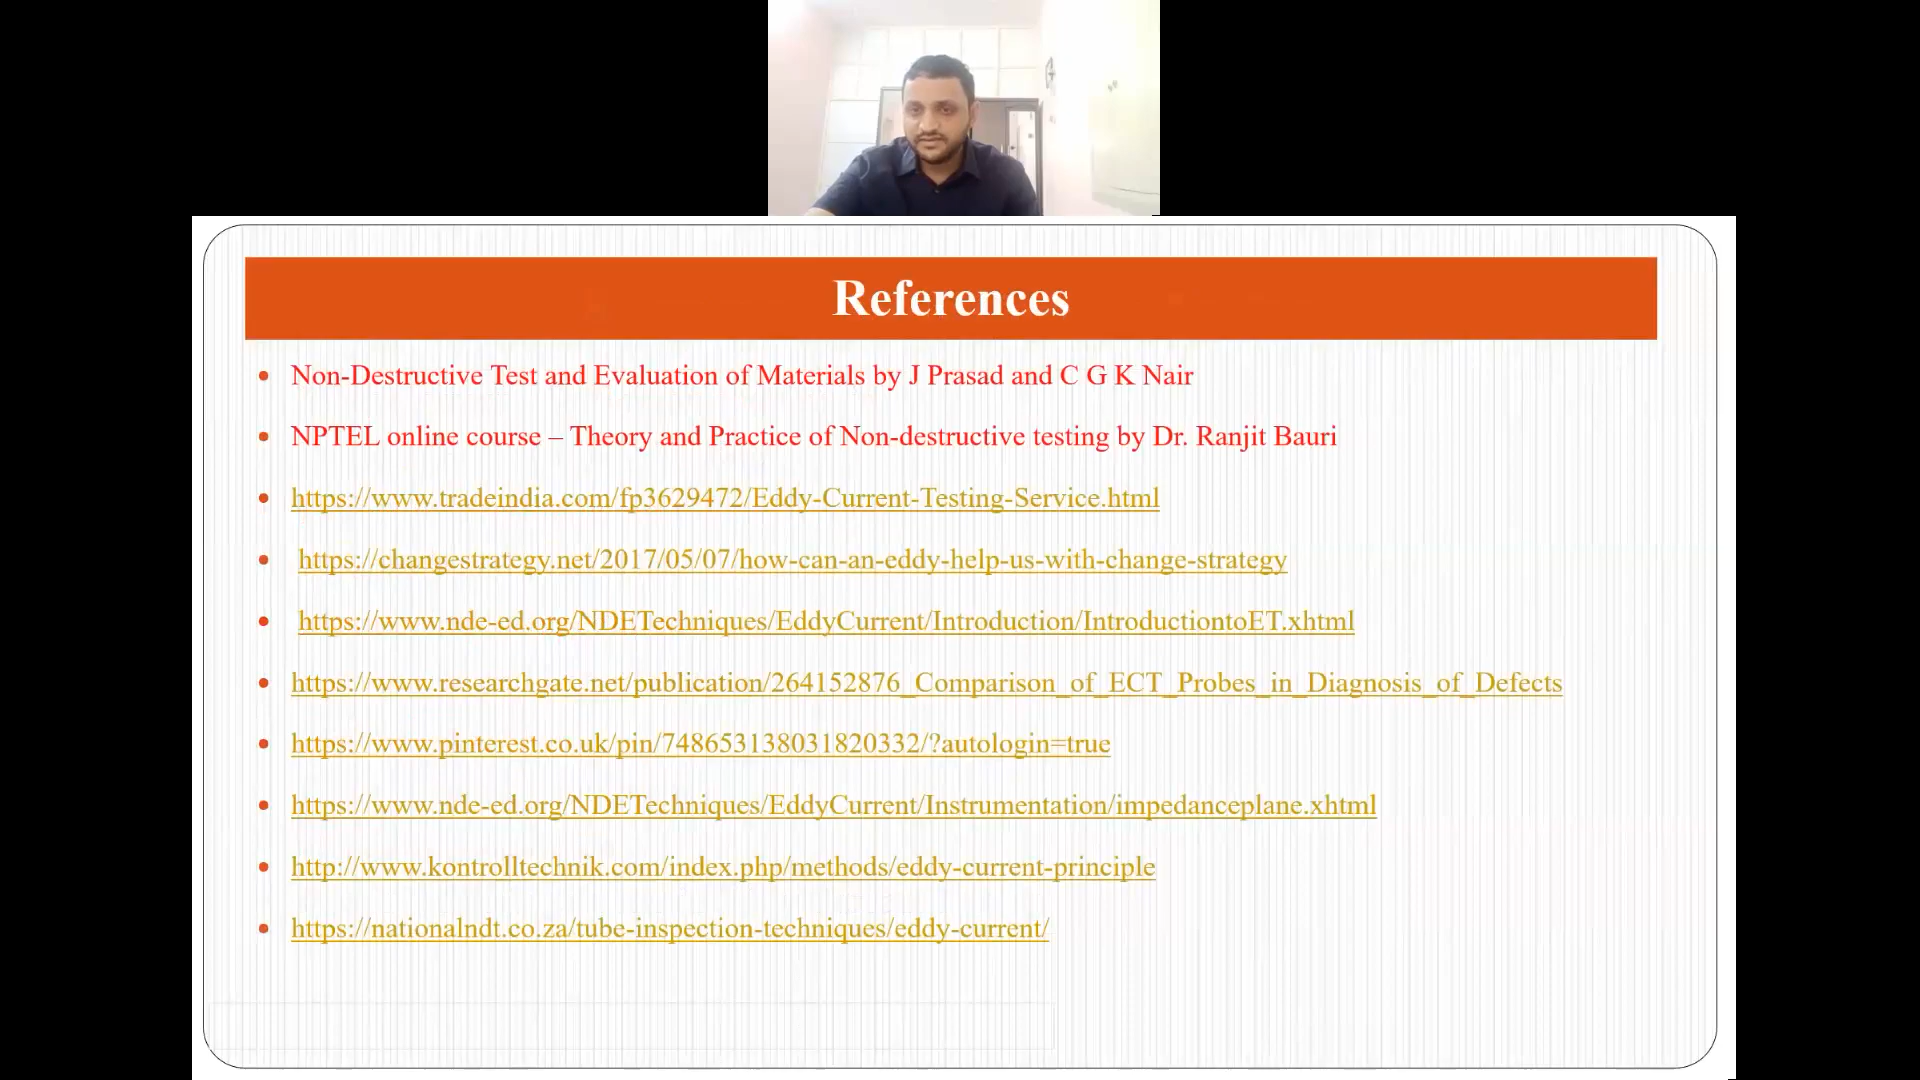 References
Non-Destructive Test and Evaluation of Materials by J Prasad and C G K Nair
NPTEL online course – Theory and Practice of Non-destructive testing by Dr. Ranjit Bauri
https://www.tradeindia.com/fp3629472/Eddy-Current-Testing-Service.html
https://changestrategy.net/2017/05/07/how-can-an-eddy-help-us-with-change-strategy
https://www.nde-ed.org/NDETechniques/EddyCurrent/Introduction/IntroductiontoET.xhtml
https://www.researchgate.net/publication/264152876_Comparison_of_ECT_Probes_in_Diagnosis_of_Defects
https://www.pinterest.co.uk/pin/748653138031820332/?autologin=true
https://www.nde-ed.org/NDETechniques/EddyCurrent/Instrumentation/impedanceplane.xhtml
http://www.kontrolltechnik.com/index.php/methods/eddy-current-principle
https://nationalndt.co.za/tube-inspection-techniques/eddy-current/